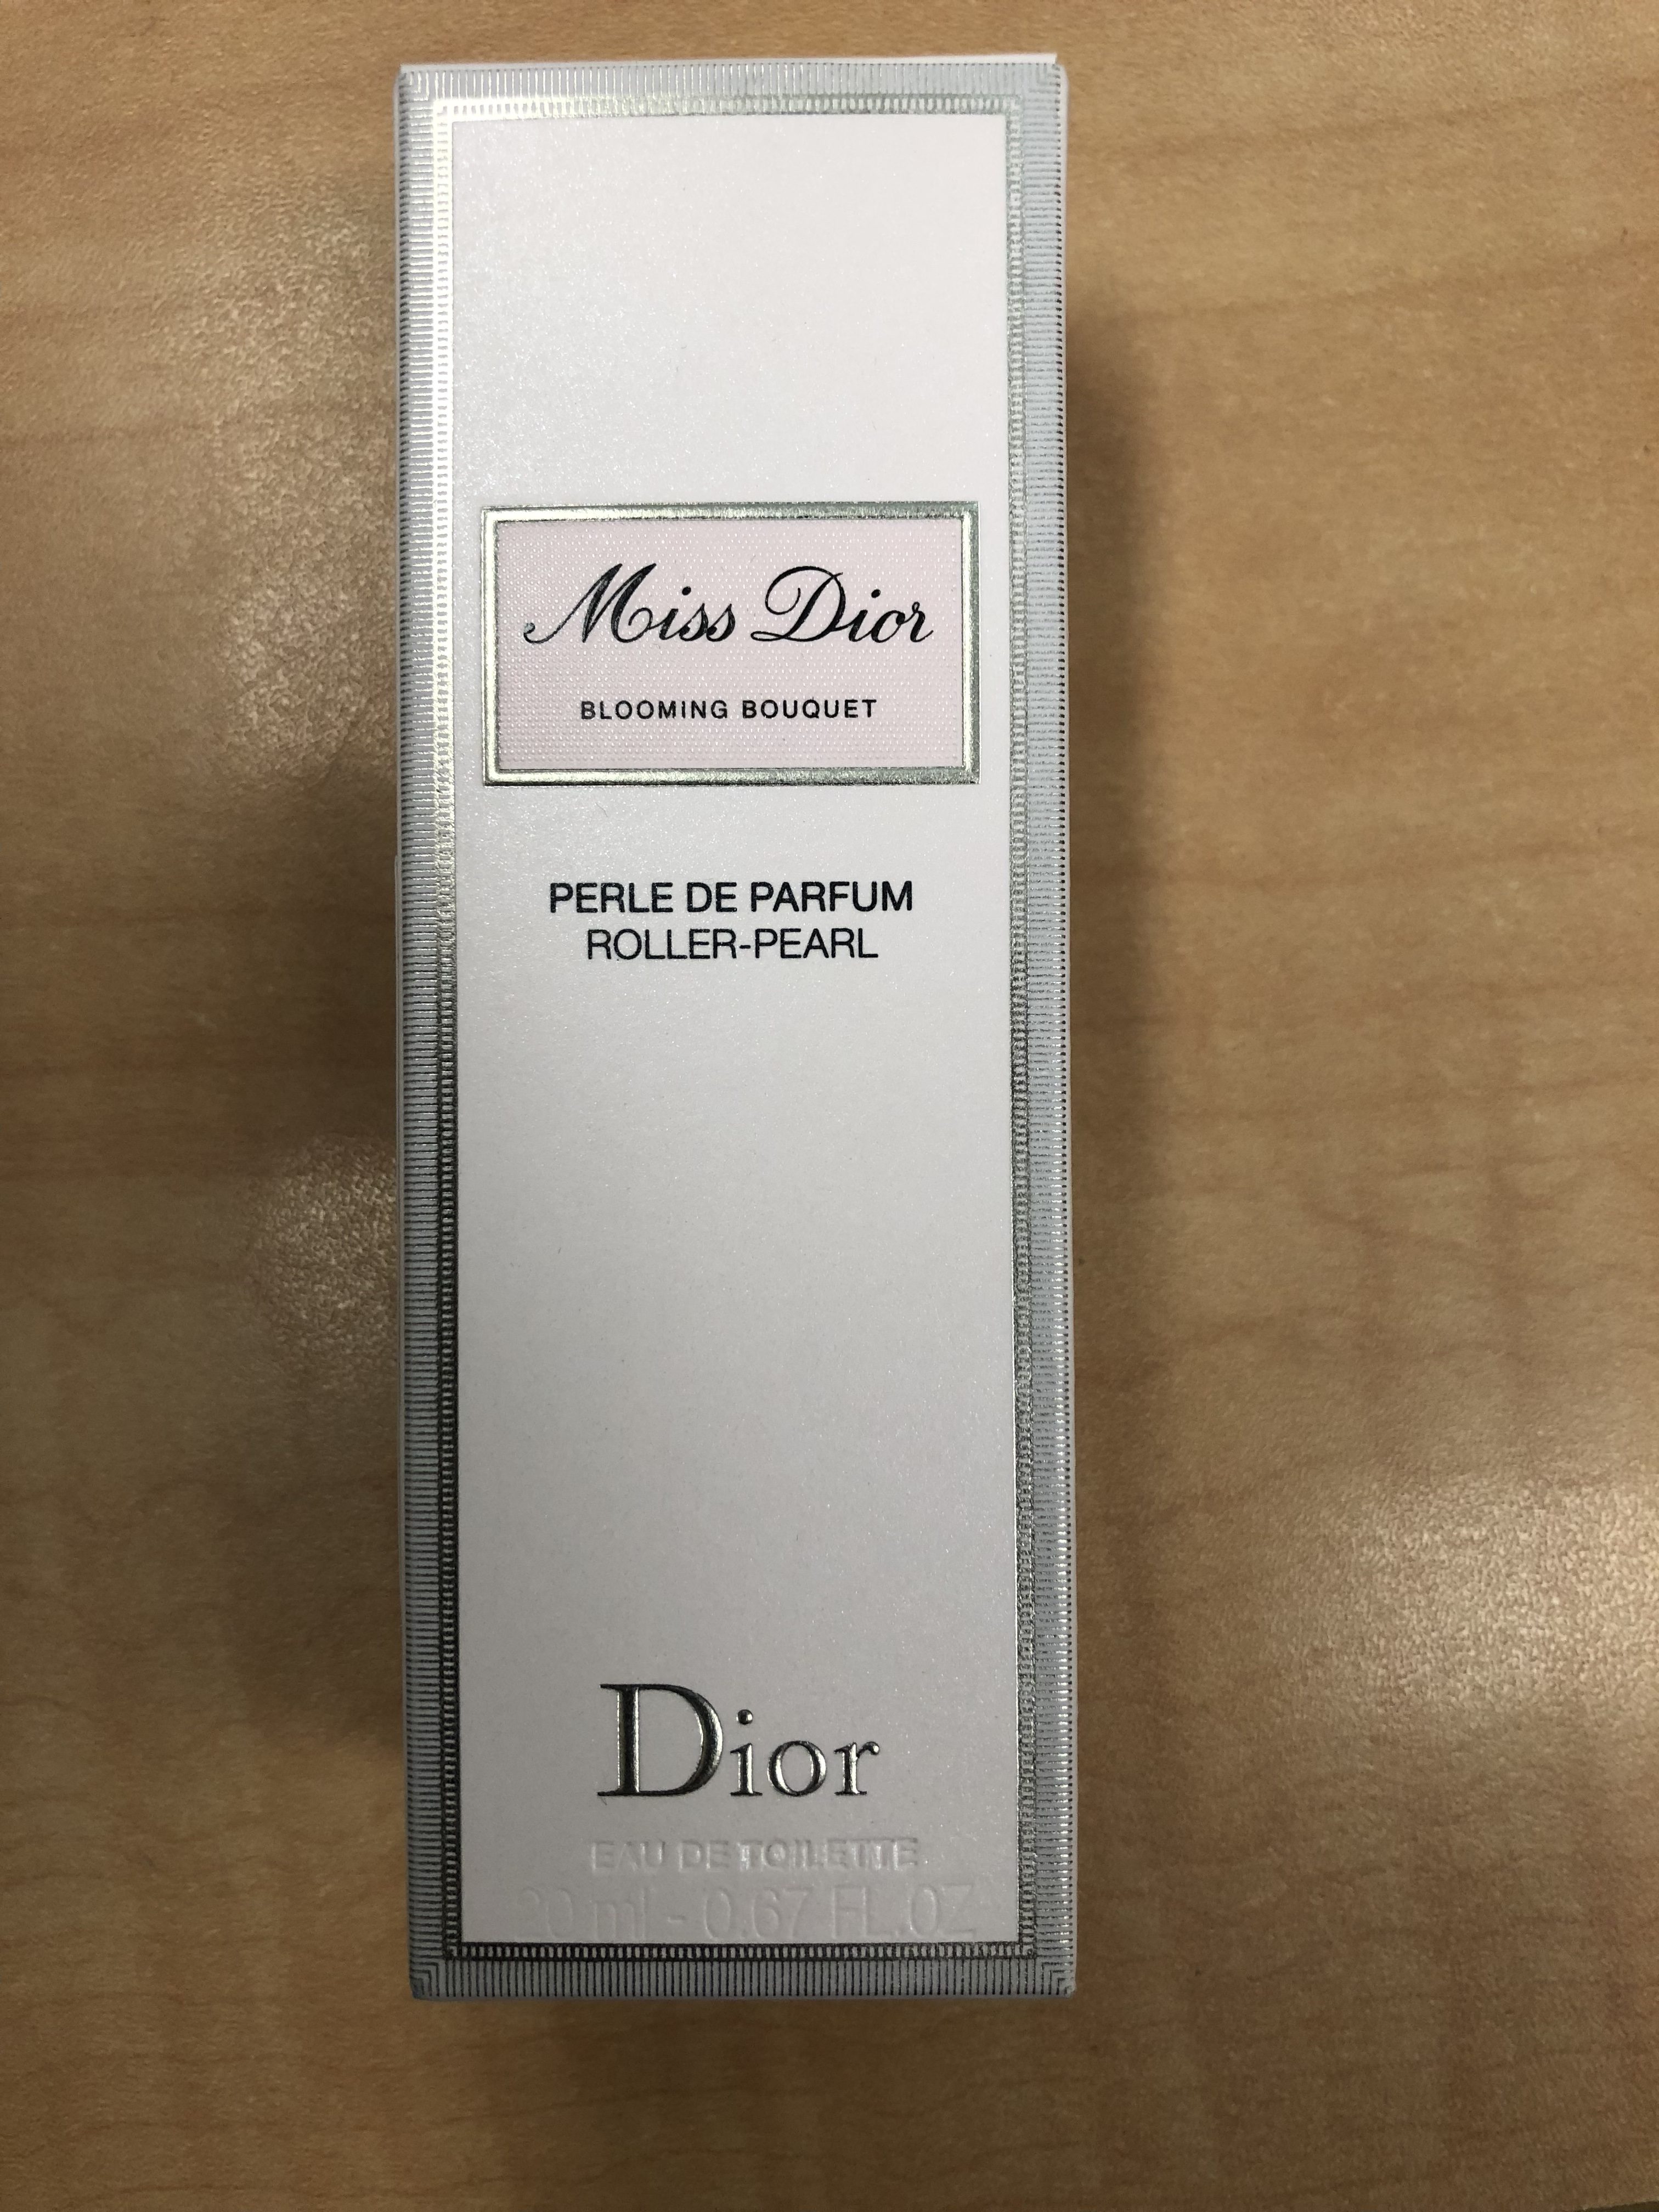 Miss Dior
BLOOMING BOUQUET
PERLE DE PARFUM
ROLLER-PEARL
Dior
EAU DE TOILETTE
20 ml - 0.67 FL.OZ